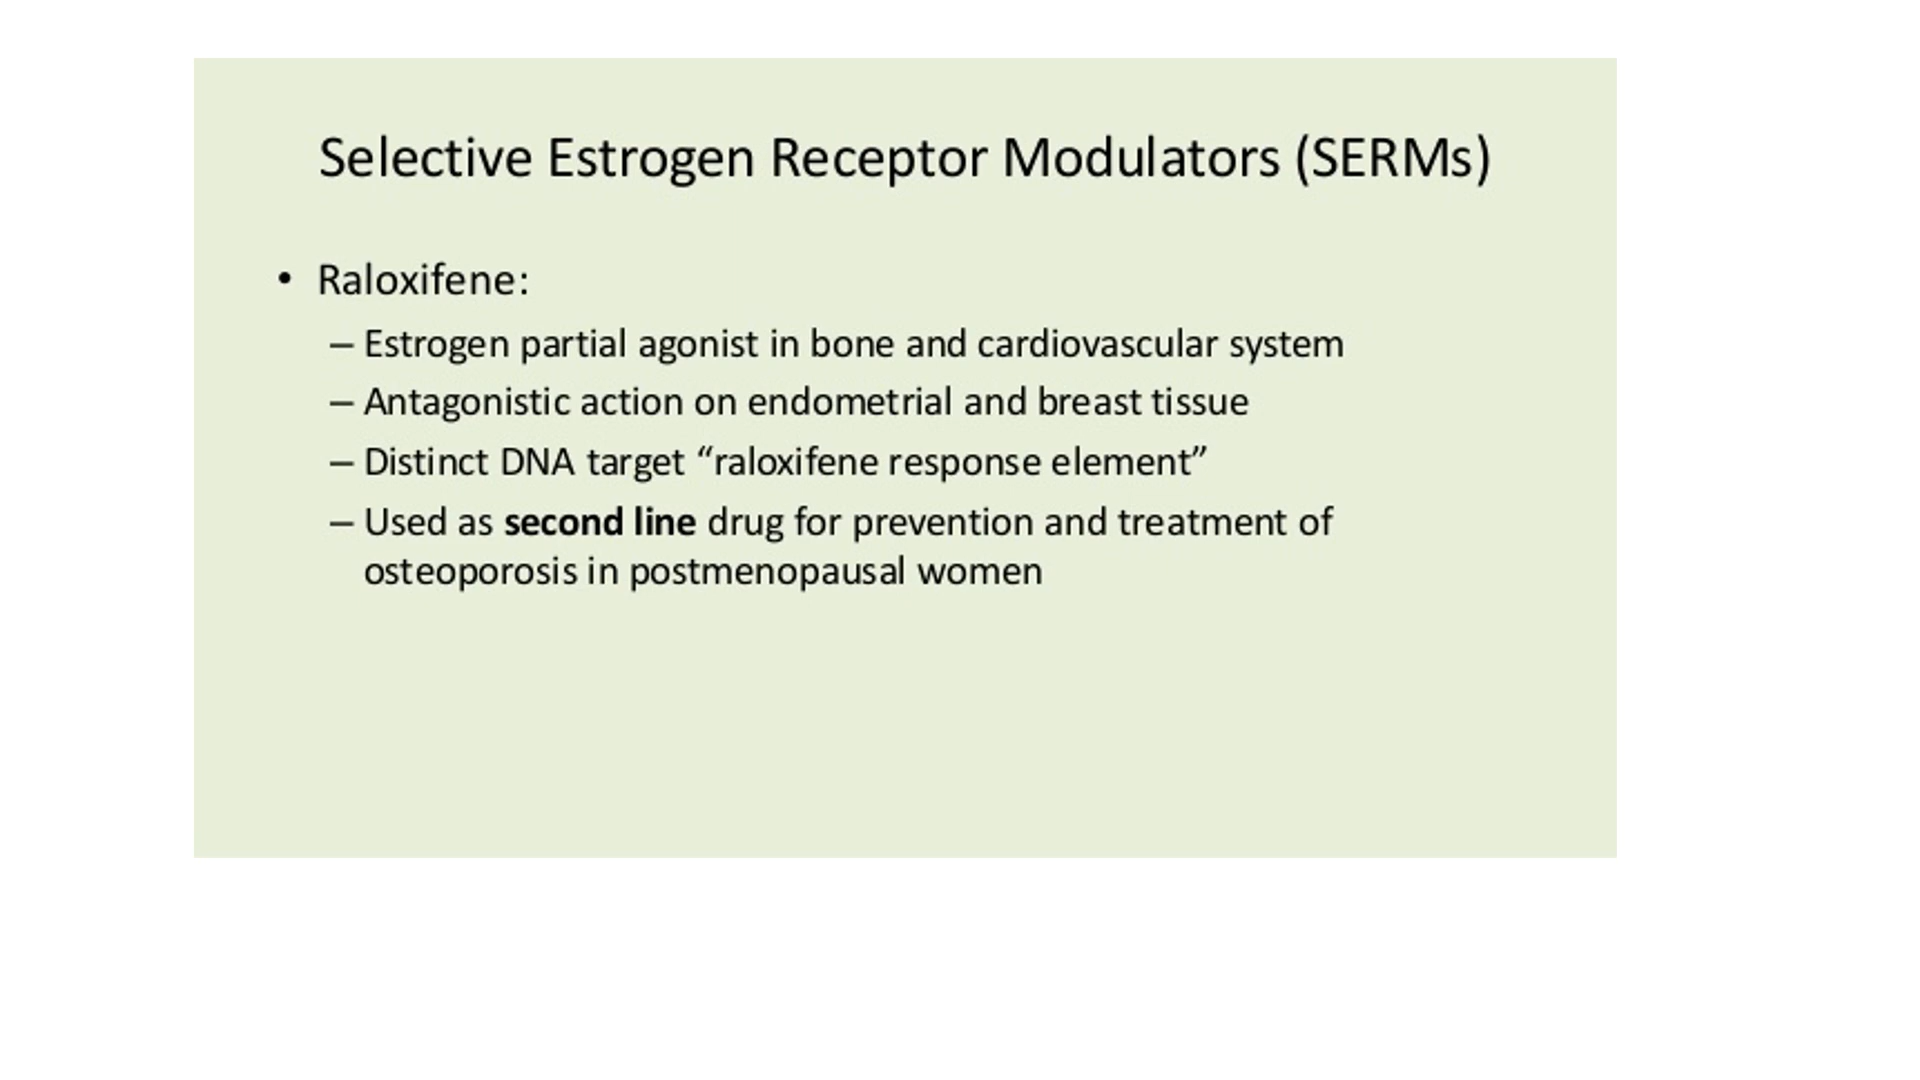 Selective Estrogen Receptor Modulators (SERMs)
• Raloxifene:
– Estrogen partial agonist in bone and cardiovascular system
– Antagonistic action on endometrial and breast tissue
– Distinct DNA target “raloxifene response element”
– Used as second line drug for prevention and treatment of
osteoporosis in postmenopausal women